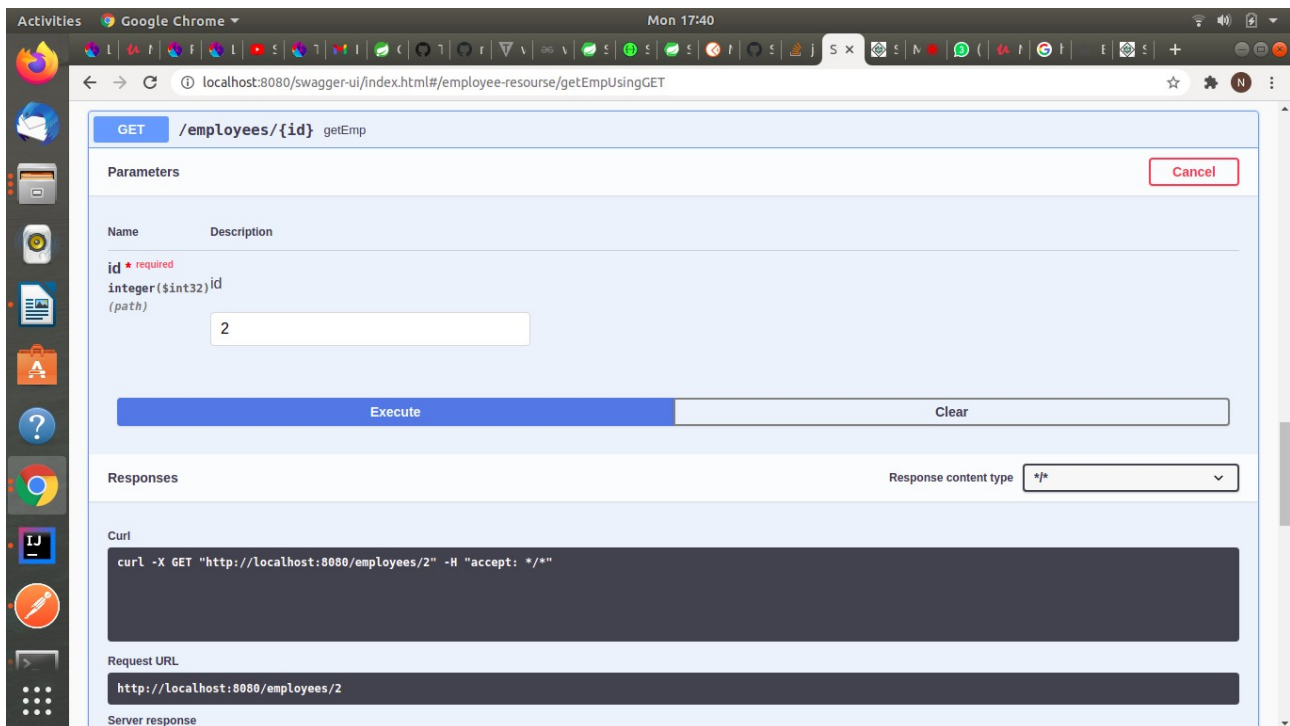 Activities Google Chrome Mon 17:40
localhost:8080/swagger-ui/index.html#/employee-resourse/getEmpUsingGET N
GET /employees/{id} getEmp
Parameters Cancel
Name Description
id * required
integer($int32) id
(path)
2
Execute Clear
Responses Response content type */*
Curl
curl -X GET "http://localhost:8080/employees/2" -H "accept: */*"
Request URL
http://localhost:8080/employees/2
Server response